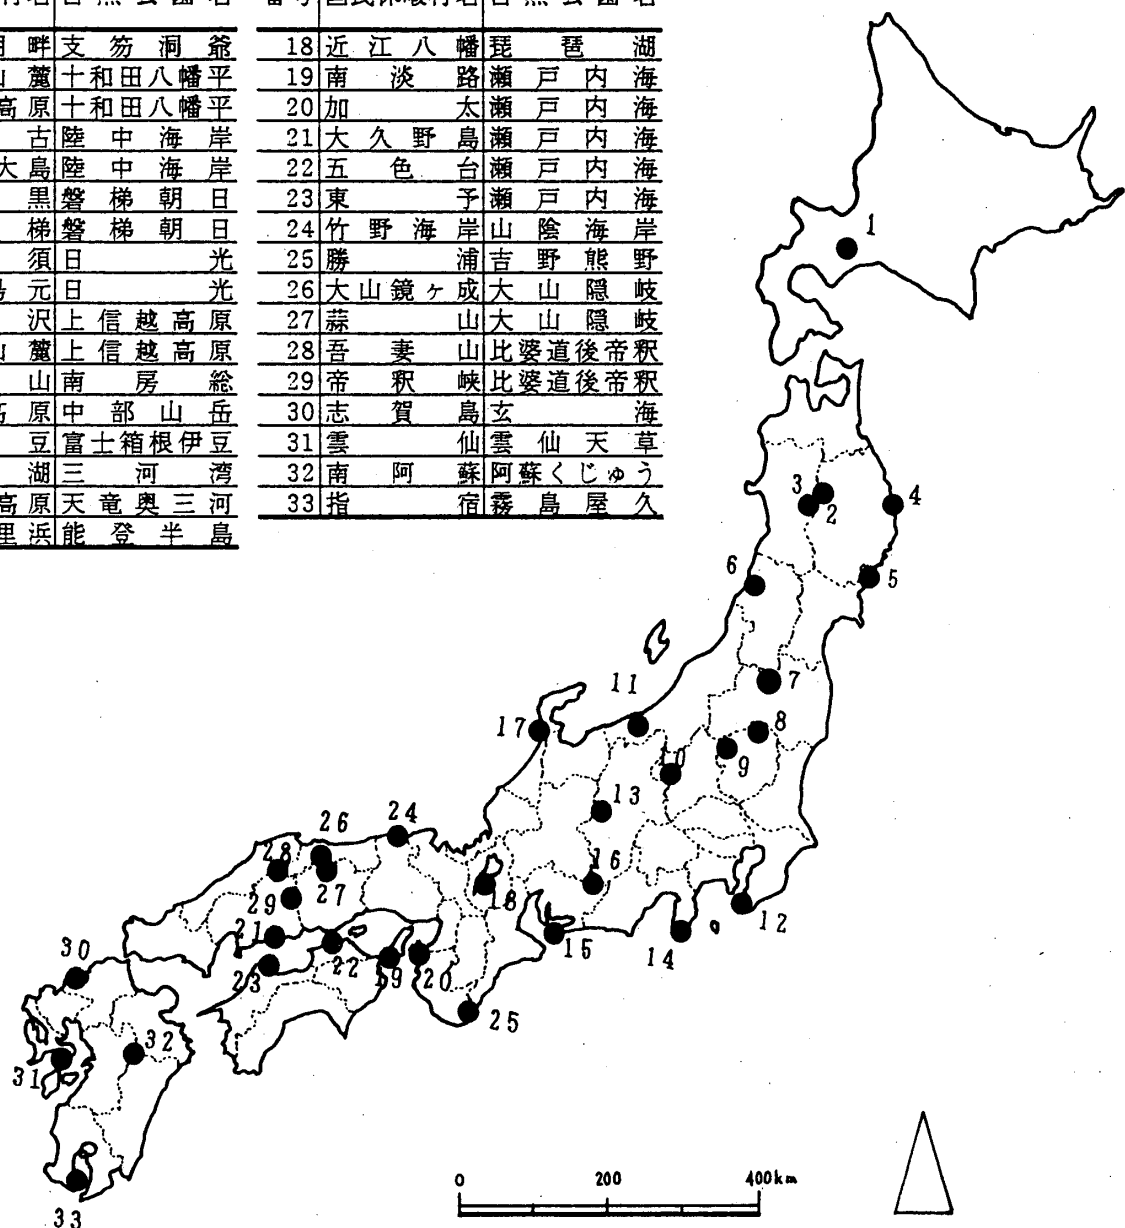 18 近江八幡 琵琶湖
19 南淡路 瀬戸内海
20 加太 瀬戸内海
21 大久野島 瀬戸内海
22 五色台 瀬戸内海
23 東予 瀬戸内海
24 竹野海岸 山陰海岸
25 勝浦 吉野熊野
26 大山鏡ヶ成 大山隠岐
27 蒜山 大山隠岐
28 吾妻山 比婆道後帝釈
29 帝釈峡 比婆道後帝釈
30 志賀島 玄海
31 雲仙 雲仙天草
32 南阿蘇 阿蘇くじゅう
33 指宿 霧島屋久
畔 支笏洞爺
麓 十和田八幡平
高原 十和田八幡平
古 陸中海岸
大島 陸中海岸
黒 磐梯朝日
梯 磐梯朝日
須 日光
元 日光
沢 上信越高原
麓 上信越高原
山 南房総
原 中部山岳
豆 富士箱根伊豆
湖 三河湾
高原 天竜奥三河
里浜 能登半島
1
2
3
4
5
6
7
8
9
10
11
12
13
14
15
16
17
18
19
20
21
22
23
24
25
26
27
28
29
30
31
32
33
0 200 400km